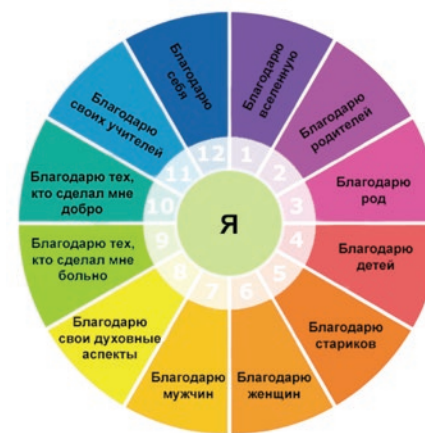 1
Благодарю
вселенную
2
Благодарю
родителей
3
Благодарю
род
4
Благодарю
детей
5
Благодарю
стариков
6
Благодарю
женщин
7
Благодарю
мужчин
8
Благодарю
свои духовные
аспекты
9
Благодарю тех,
кто сделал мне
больно
10
Благодарю тех,
кто сделал мне
добро
11
Благодарю
своих учителей
12
Благодарю
себя
Я